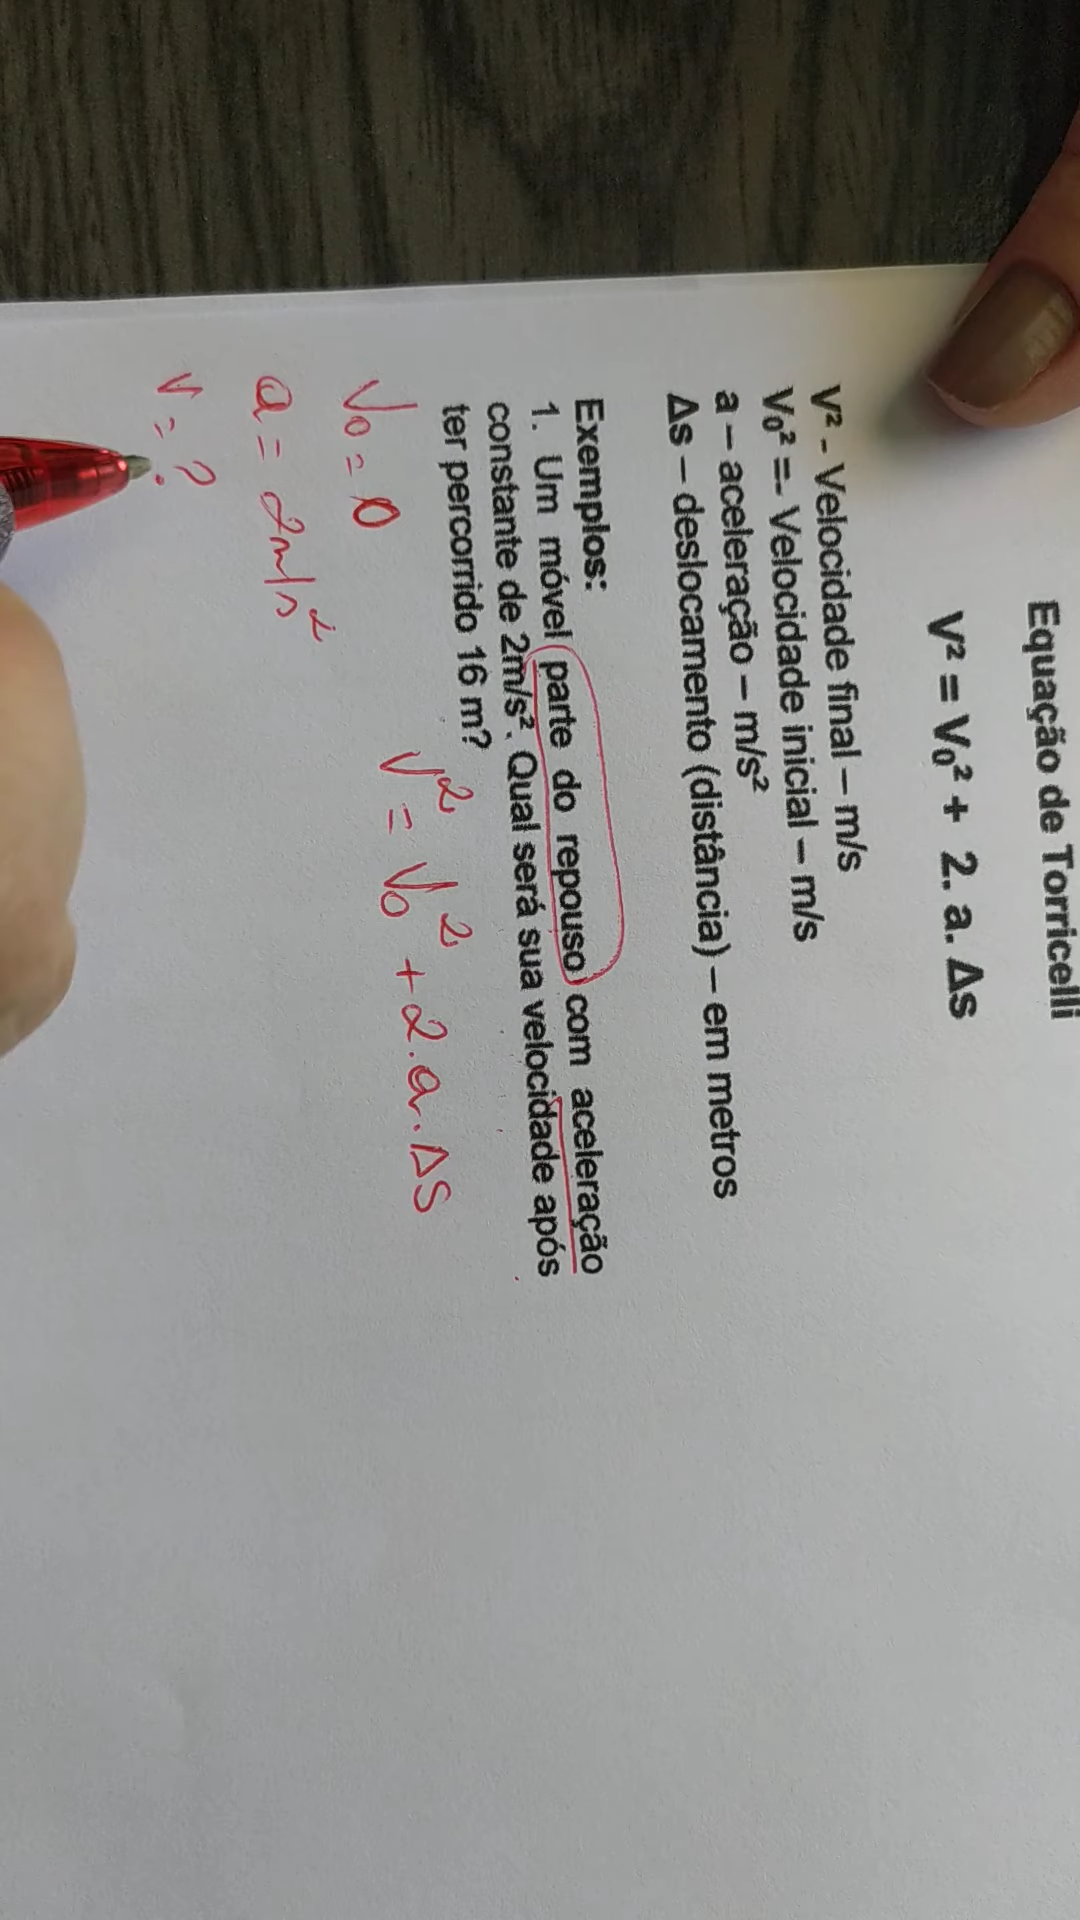 Equação de Torricelli
V² = V₀² + 2. a. Δs
V² - Velocidade final – m/s
V₀² =- Velocidade inicial – m/s
a – aceleração – m/s²
Δs – deslocamento (distância) – em metros
Exemplos:
1. Um móvel parte do repouso com aceleração
constante de 2m/s². Qual será sua velocidade após
ter percorrido 16 m?
V² = V₀² + 2.a.ΔS
V₀ = 0
a = 2m/s²
V = ?